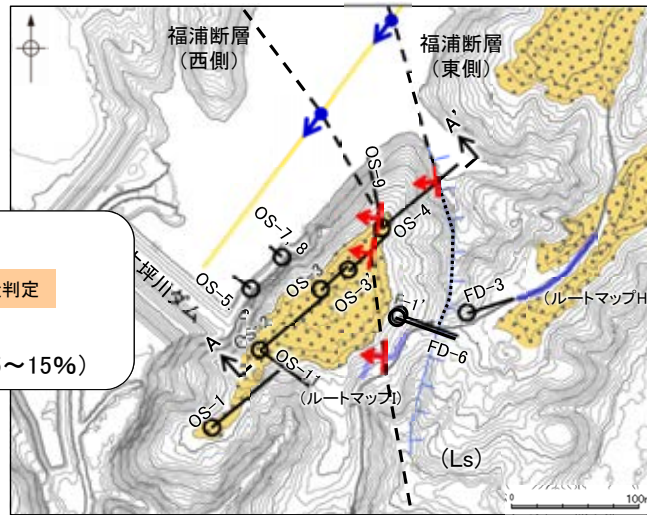 福浦断層
(西側)
福浦断層
(東側)
A'
OS-9
OS-4
OS-7, 8
判定
坪川ダム
OS-5,
OS-3
OS-3'
FD-3
(ルートマップH
FD-6
～15%)
A
OS-11
(ルートマップI)
OS-1
(Ls)
0
100m